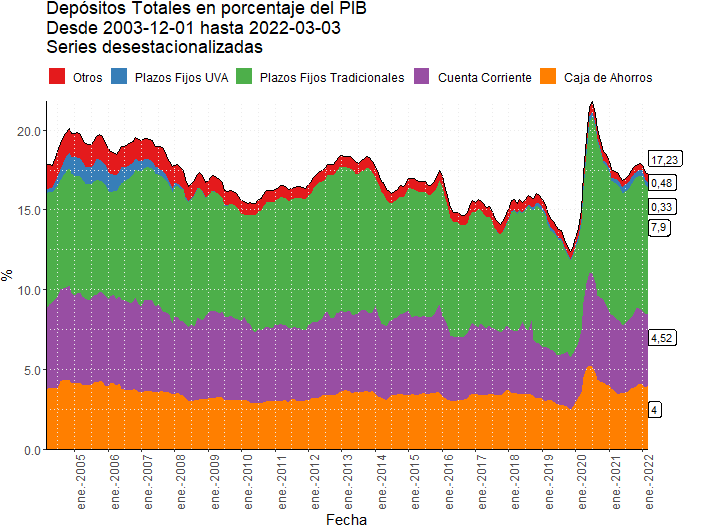 Depósitos Totales en porcentaje del PIB
Desde 2003-12-01 hasta 2022-03-03
Series desestacionalizadas
Otros Plazos Fijos UVA Plazos Fijos Tradicionales Cuenta Corriente Caja de Ahorros
%
20.0
15.0
10.0
5.0
0.0
17,23
0,48
0,33
7,9
4,52
4
ene.-2005
ene.-2006
ene.-2007
ene.-2008
ene.-2009
ene.-2010
ene.-2011
ene.-2012
ene.-2013
ene.-2014
ene.-2015
ene.-2016
ene.-2017
ene.-2018
ene.-2019
ene.-2020
ene.-2021
ene.-2022
Fecha